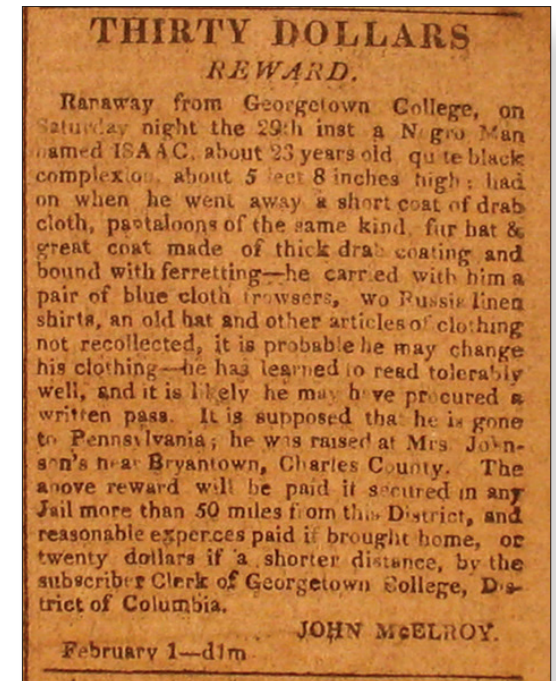 THIRTY DOLLARS
REWARD.
Ranaway from Georgetown College, on
Saturday night the 29th inst a Negro Man
named ISAAC, about 23 years old quite black
complexion, about 5 feet 8 inches high; had
on when he went away a short coat of drab
cloth, pantaloons of the same kind, fur hat &
great coat made of thick drab coating and
bound with ferretting—he carried with him a
pair of blue cloth trowsers, two Russia linen
shirts, an old hat and other articles of clothing
not recollected, it is probable he may change
his clothing—he has learned to read tolerably
well, and it is likely he may have procured a
written pass. It is supposed that he is gone
to Pennsylvania; he was raised at Mrs. John-
son's near Bryantown, Charles County. The
above reward will be paid if secured in any
Jail more than 50 miles from this District, and
reasonable expences paid if brought home, or
twenty dollars if a shorter distance, by the
subscriber Clerk of Georgetown College, Dis-
trict of Columbia.
JOHN McELROY.
February 1—d1m